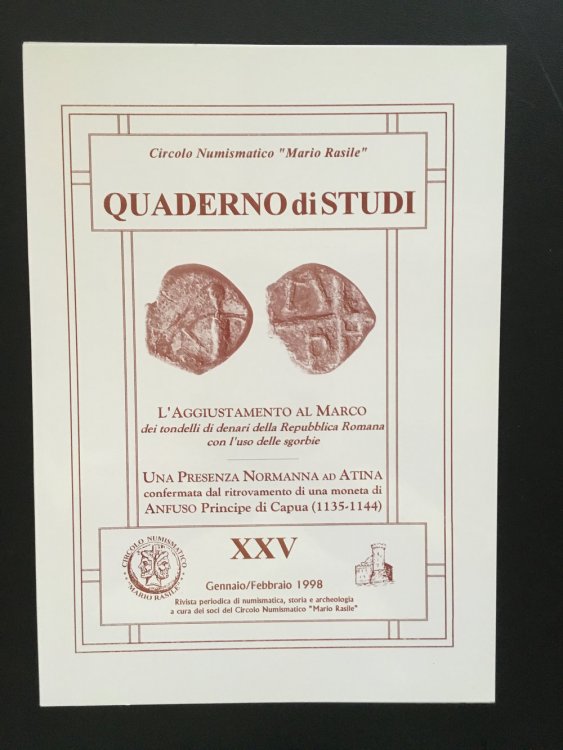 Circolo Numismatico "Mario Rasile"
QUADERNO di STUDI
L'AGGIUSTAMENTO AL MARCO
dei tondelli di denari della Repubblica Romana
con l'uso delle sgorbie
UNA PRESENZA NORMANNA AD ATINA
confermata dal ritrovamento di una moneta di
ANFUSO Principe di Capua (1135-1144)
XXV
CIRCOLO NUMISMATICO
"MARIO RASILE"
Gennaio/Febbraio 1998
Rivista periodica di numismatica, storia e archeologia
a cura dei soci del Circolo Numismatico "Mario Rasile"